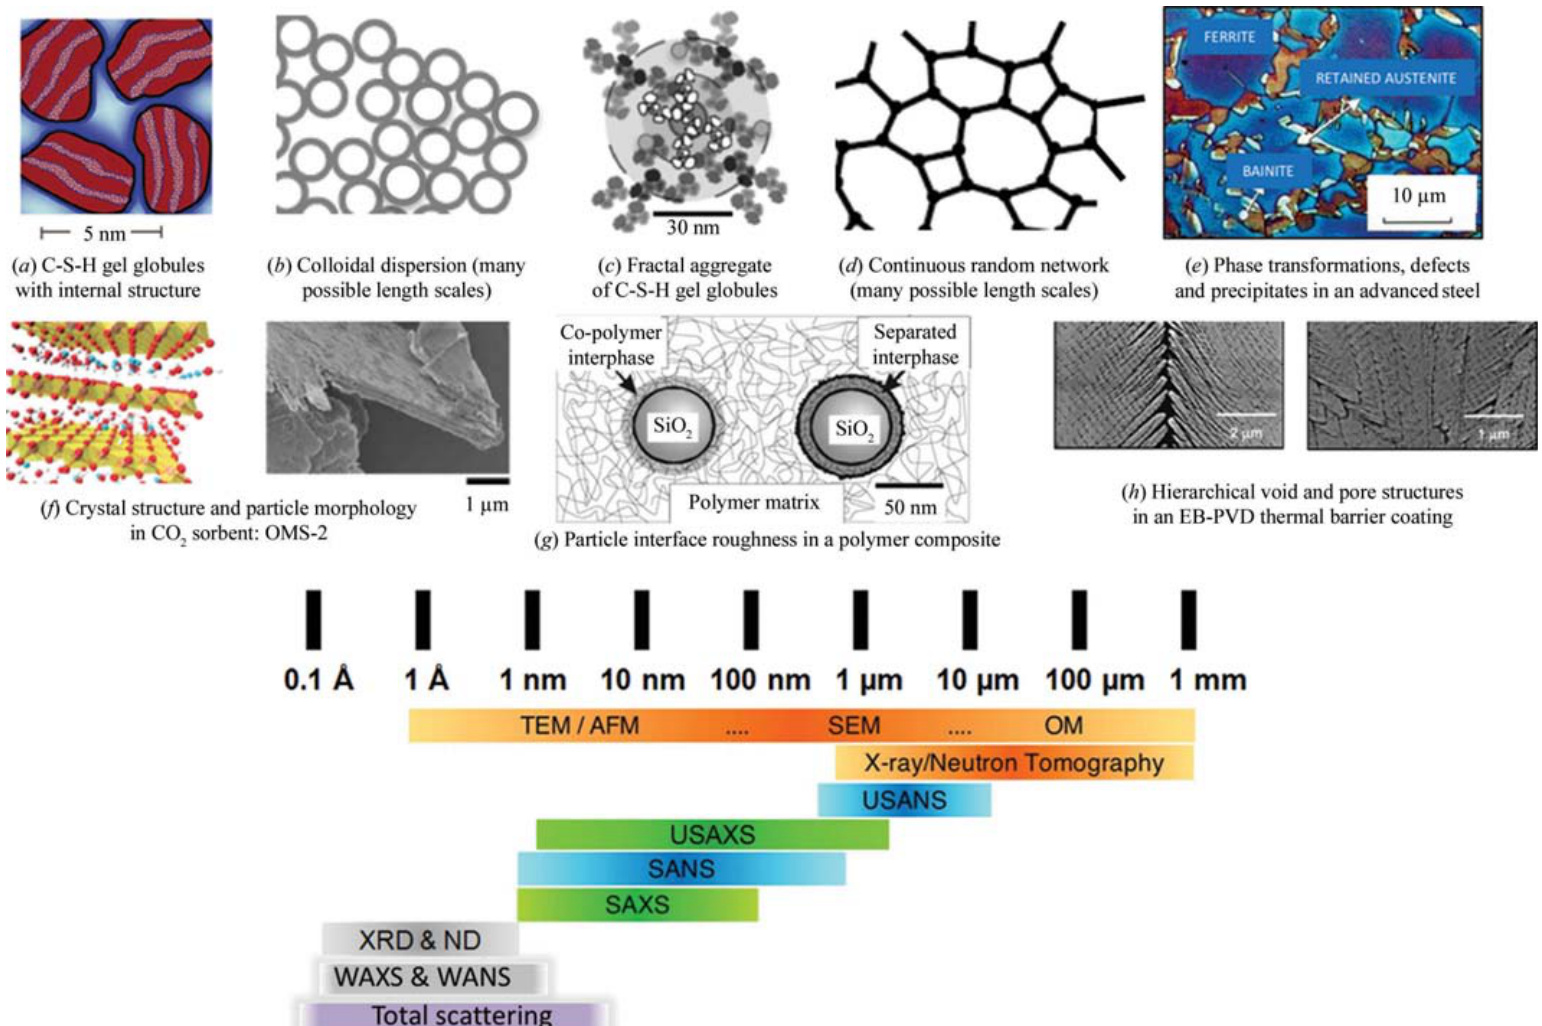 FERRITE
RETAINED AUSTENITE
BAINITE
10 µm
5 nm
30 nm
(a) C-S-H gel globules
with internal structure
(b) Colloidal dispersion (many
possible length scales)
(c) Fractal aggregate
of C-S-H gel globules
(d) Continuous random network
(many possible length scales)
(e) Phase transformations, defects
and precipitates in an advanced steel
Co-polymer
interphase
Separated
interphase
SiO2
SiO2
Polymer matrix
50 nm
2 µm
1 µm
1 µm
(f) Crystal structure and particle morphology
in CO2 sorbent: OMS-2
(g) Particle interface roughness in a polymer composite
(h) Hierarchical void and pore structures
in an EB-PVD thermal barrier coating
0.1 Å 1 Å 1 nm 10 nm 100 nm 1 µm 10 µm 100 µm 1 mm
TEM / AFM .... SEM .... OM
X-ray/Neutron Tomography
USANS
USAXS
SANS
SAXS
XRD & ND
WAXS & WANS
Total scattering